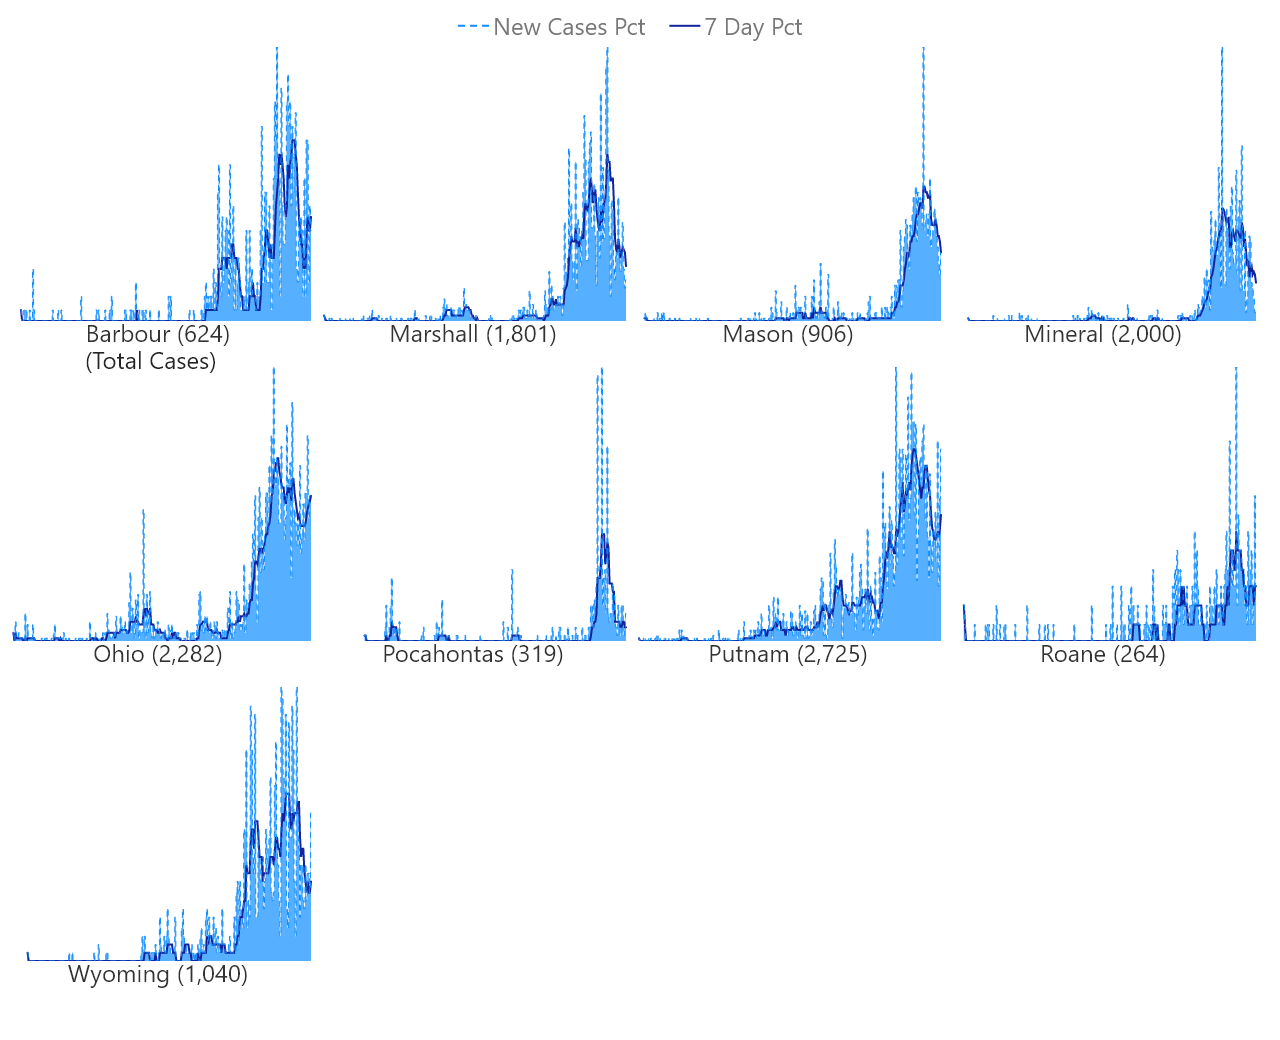 New Cases Pct 7 Day Pct
Barbour (624) Marshall (1,801) Mason (906) Mineral (2,000)
(Total Cases)
Ohio (2,282) Pocahontas (319) Putnam (2,725) Roane (264)
Wyoming (1,040)